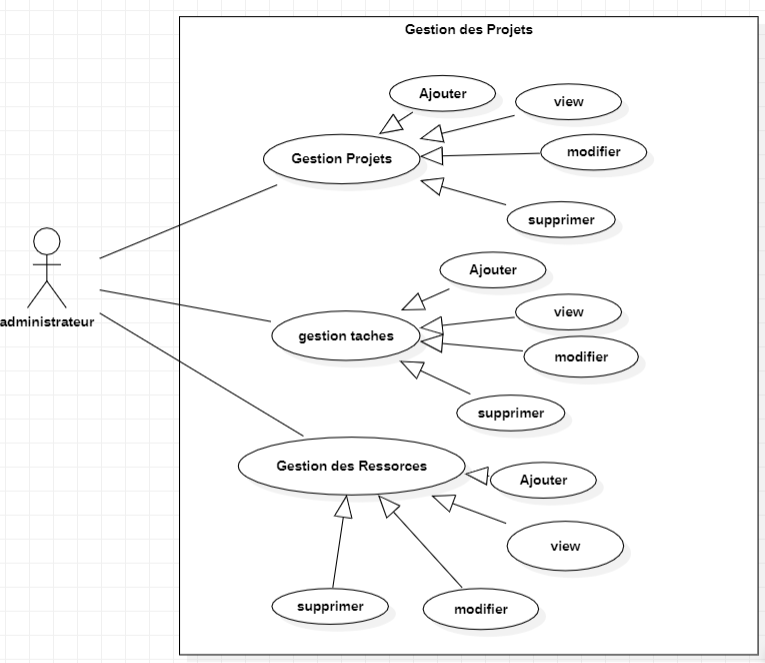 Gestion des Projets
Ajouter
view
Gestion Projets
modifier
supprimer
Ajouter
view
administrateur
gestion taches
modifier
supprimer
Gestion des Ressorces
Ajouter
view
supprimer
modifier